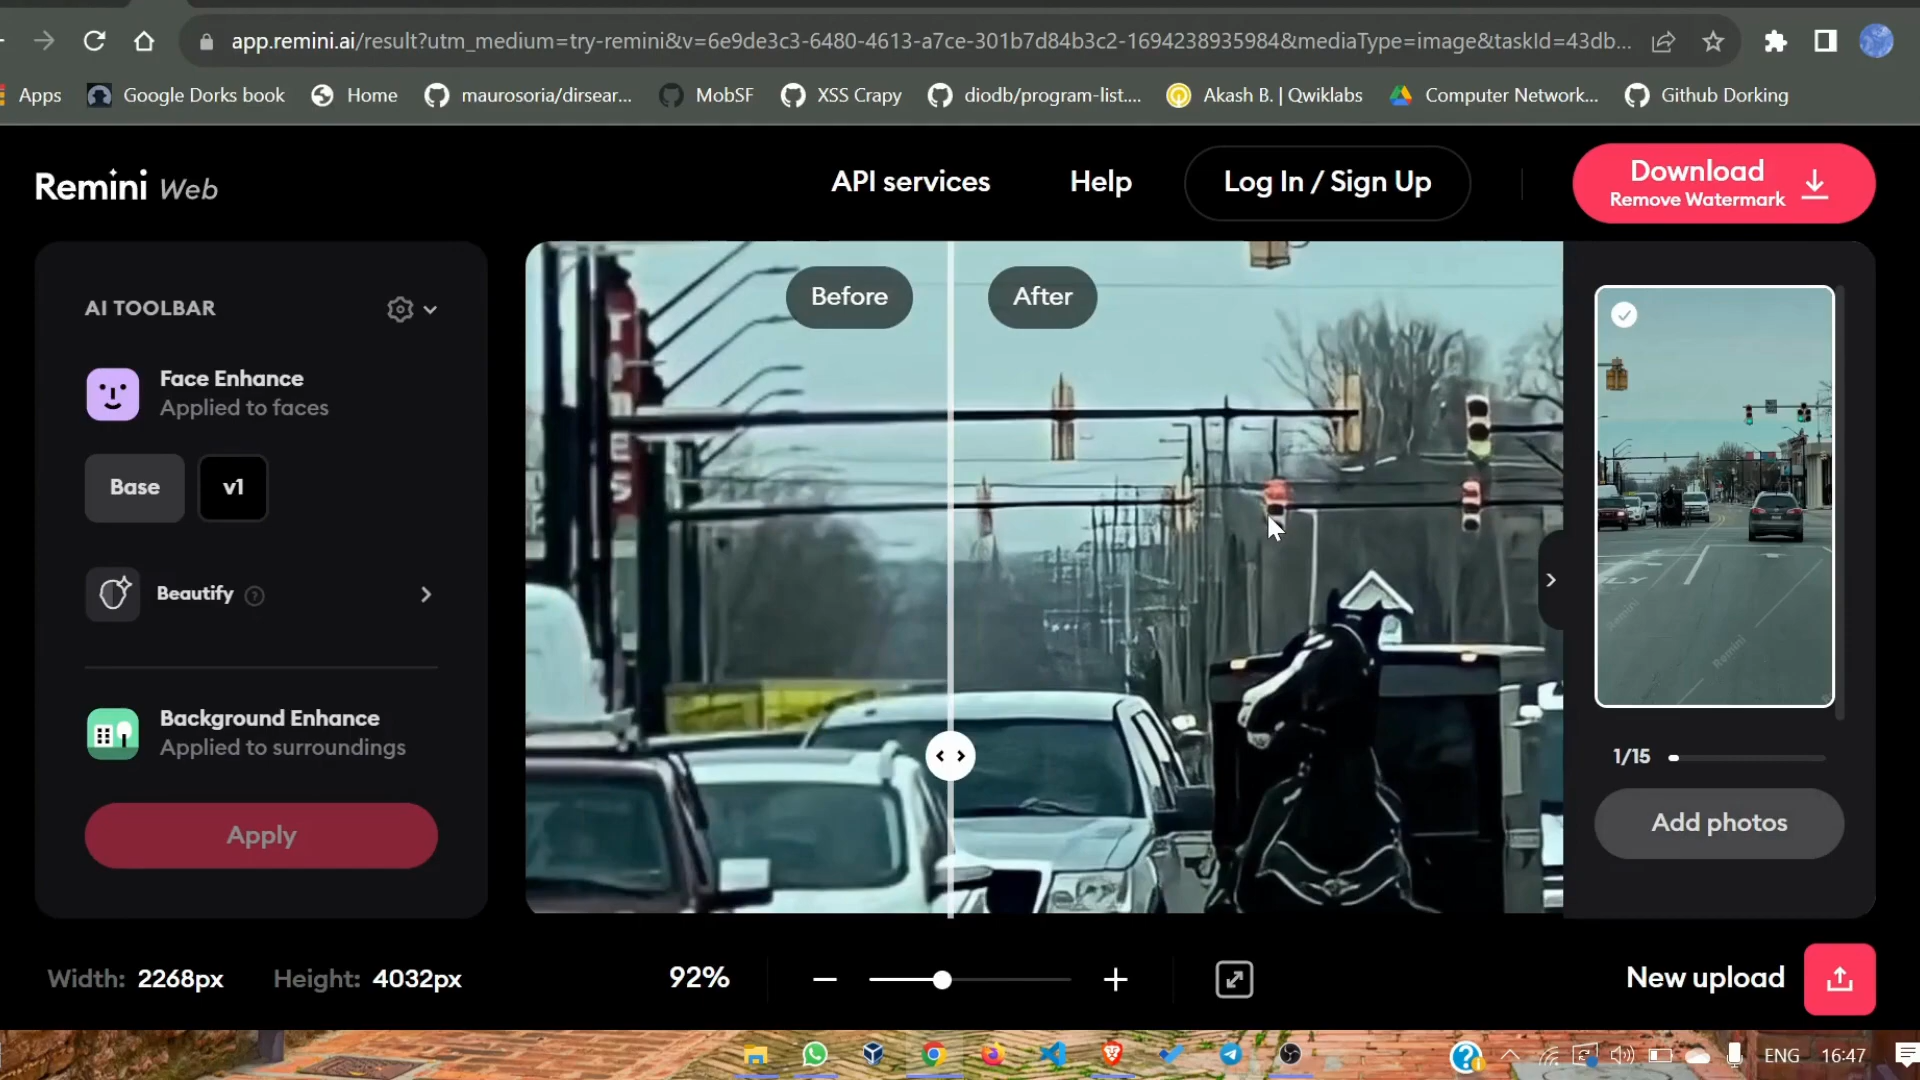 app.remini.ai/result?utm_medium=try-remini&v=6e9de3c3-6480-4613-a7ce-301b7d84b3c2-1694238935984&mediaType=image&taskId=43db...
Apps Google Dorks book Home maurosoria/dirsear... MobSF XSS Crapy diodb/program-list.... Akash B. | Qwiklabs Computer Network... Github Dorking
Remini Web
API services Help Log In / Sign Up Download
Remove Watermark
AI TOOLBAR
Face Enhance
Applied to faces
Base v1
Beautify ?
Background Enhance
Applied to surroundings
Apply
Before After
Remini
Remini
1/15
Add photos
Width: 2268px Height: 4032px 92% New upload
ENG 16:47